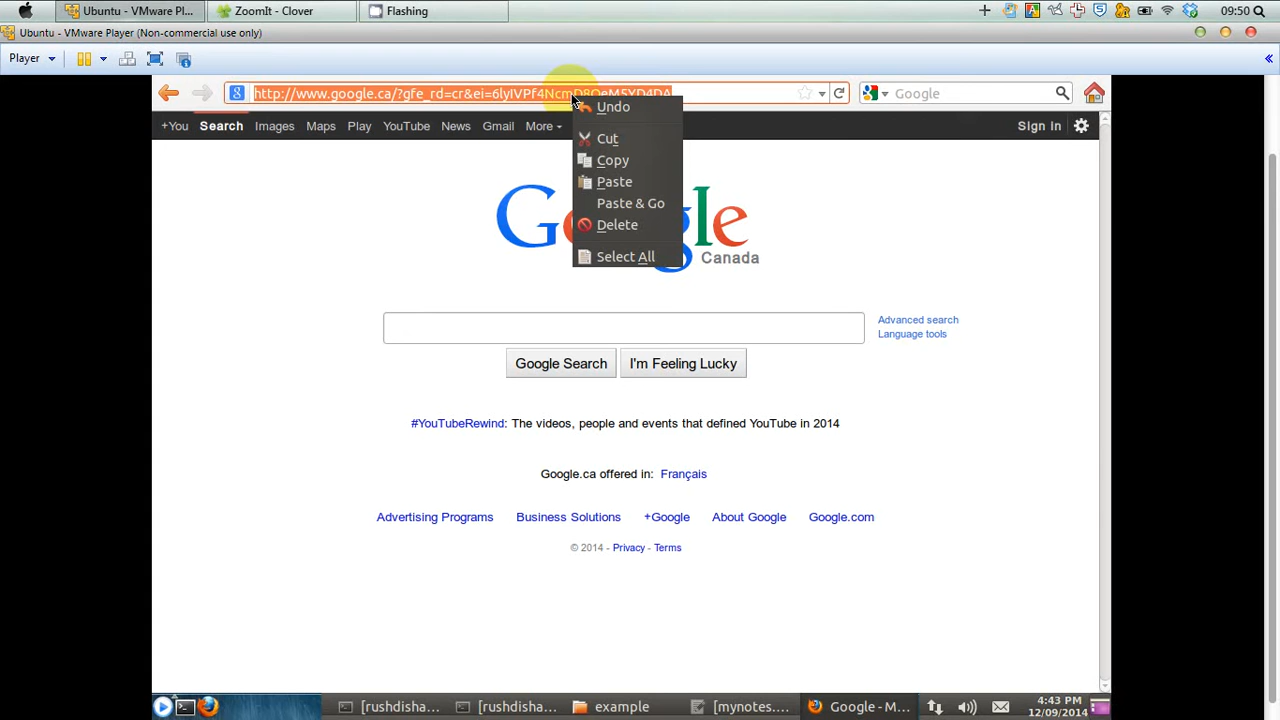 Ubuntu - VMware Pl... ZoomIt - Clover Flashing 09:50
Ubuntu - VMware Player (Non-commercial use only)
Player
http://www.google.ca/?gfe_rd=cr&ei=6lyIVPf4NcmD8QeM5YD4DA Google
+You Search Images Maps Play YouTube News Gmail More Sign in
Undo
Cut
Copy
Paste
Paste & Go
Delete
Select All
Google
Canada
Advanced search
Language tools
Google Search I'm Feeling Lucky
#YouTubeRewind: The videos, people and events that defined YouTube in 2014
Google.ca offered in: Français
Advertising Programs Business Solutions +Google About Google Google.com
© 2014 - Privacy - Terms
[rushdisha... [rushdisha... example [mynotes.... Google - M... 4:43 PM
12/09/2014